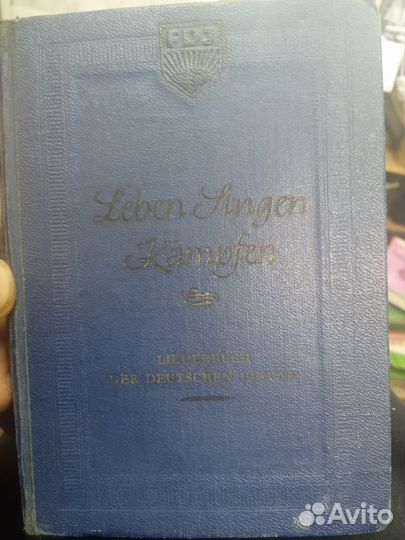 FDJ
Leben Singen
Kämpfen
LIEDERBUCH
DER DEUTSCHEN JUGEND
Avito